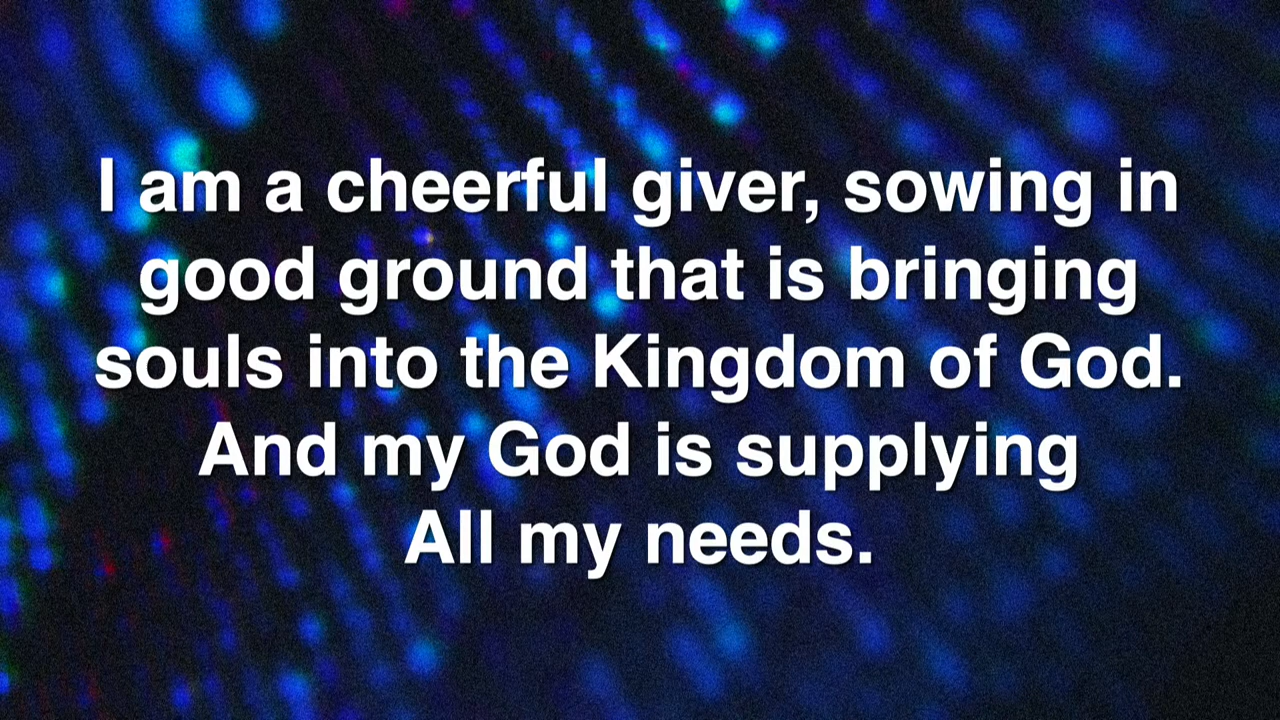 I am a cheerful giver, sowing in
good ground that is bringing
souls into the Kingdom of God.
And my God is supplying
All my needs.